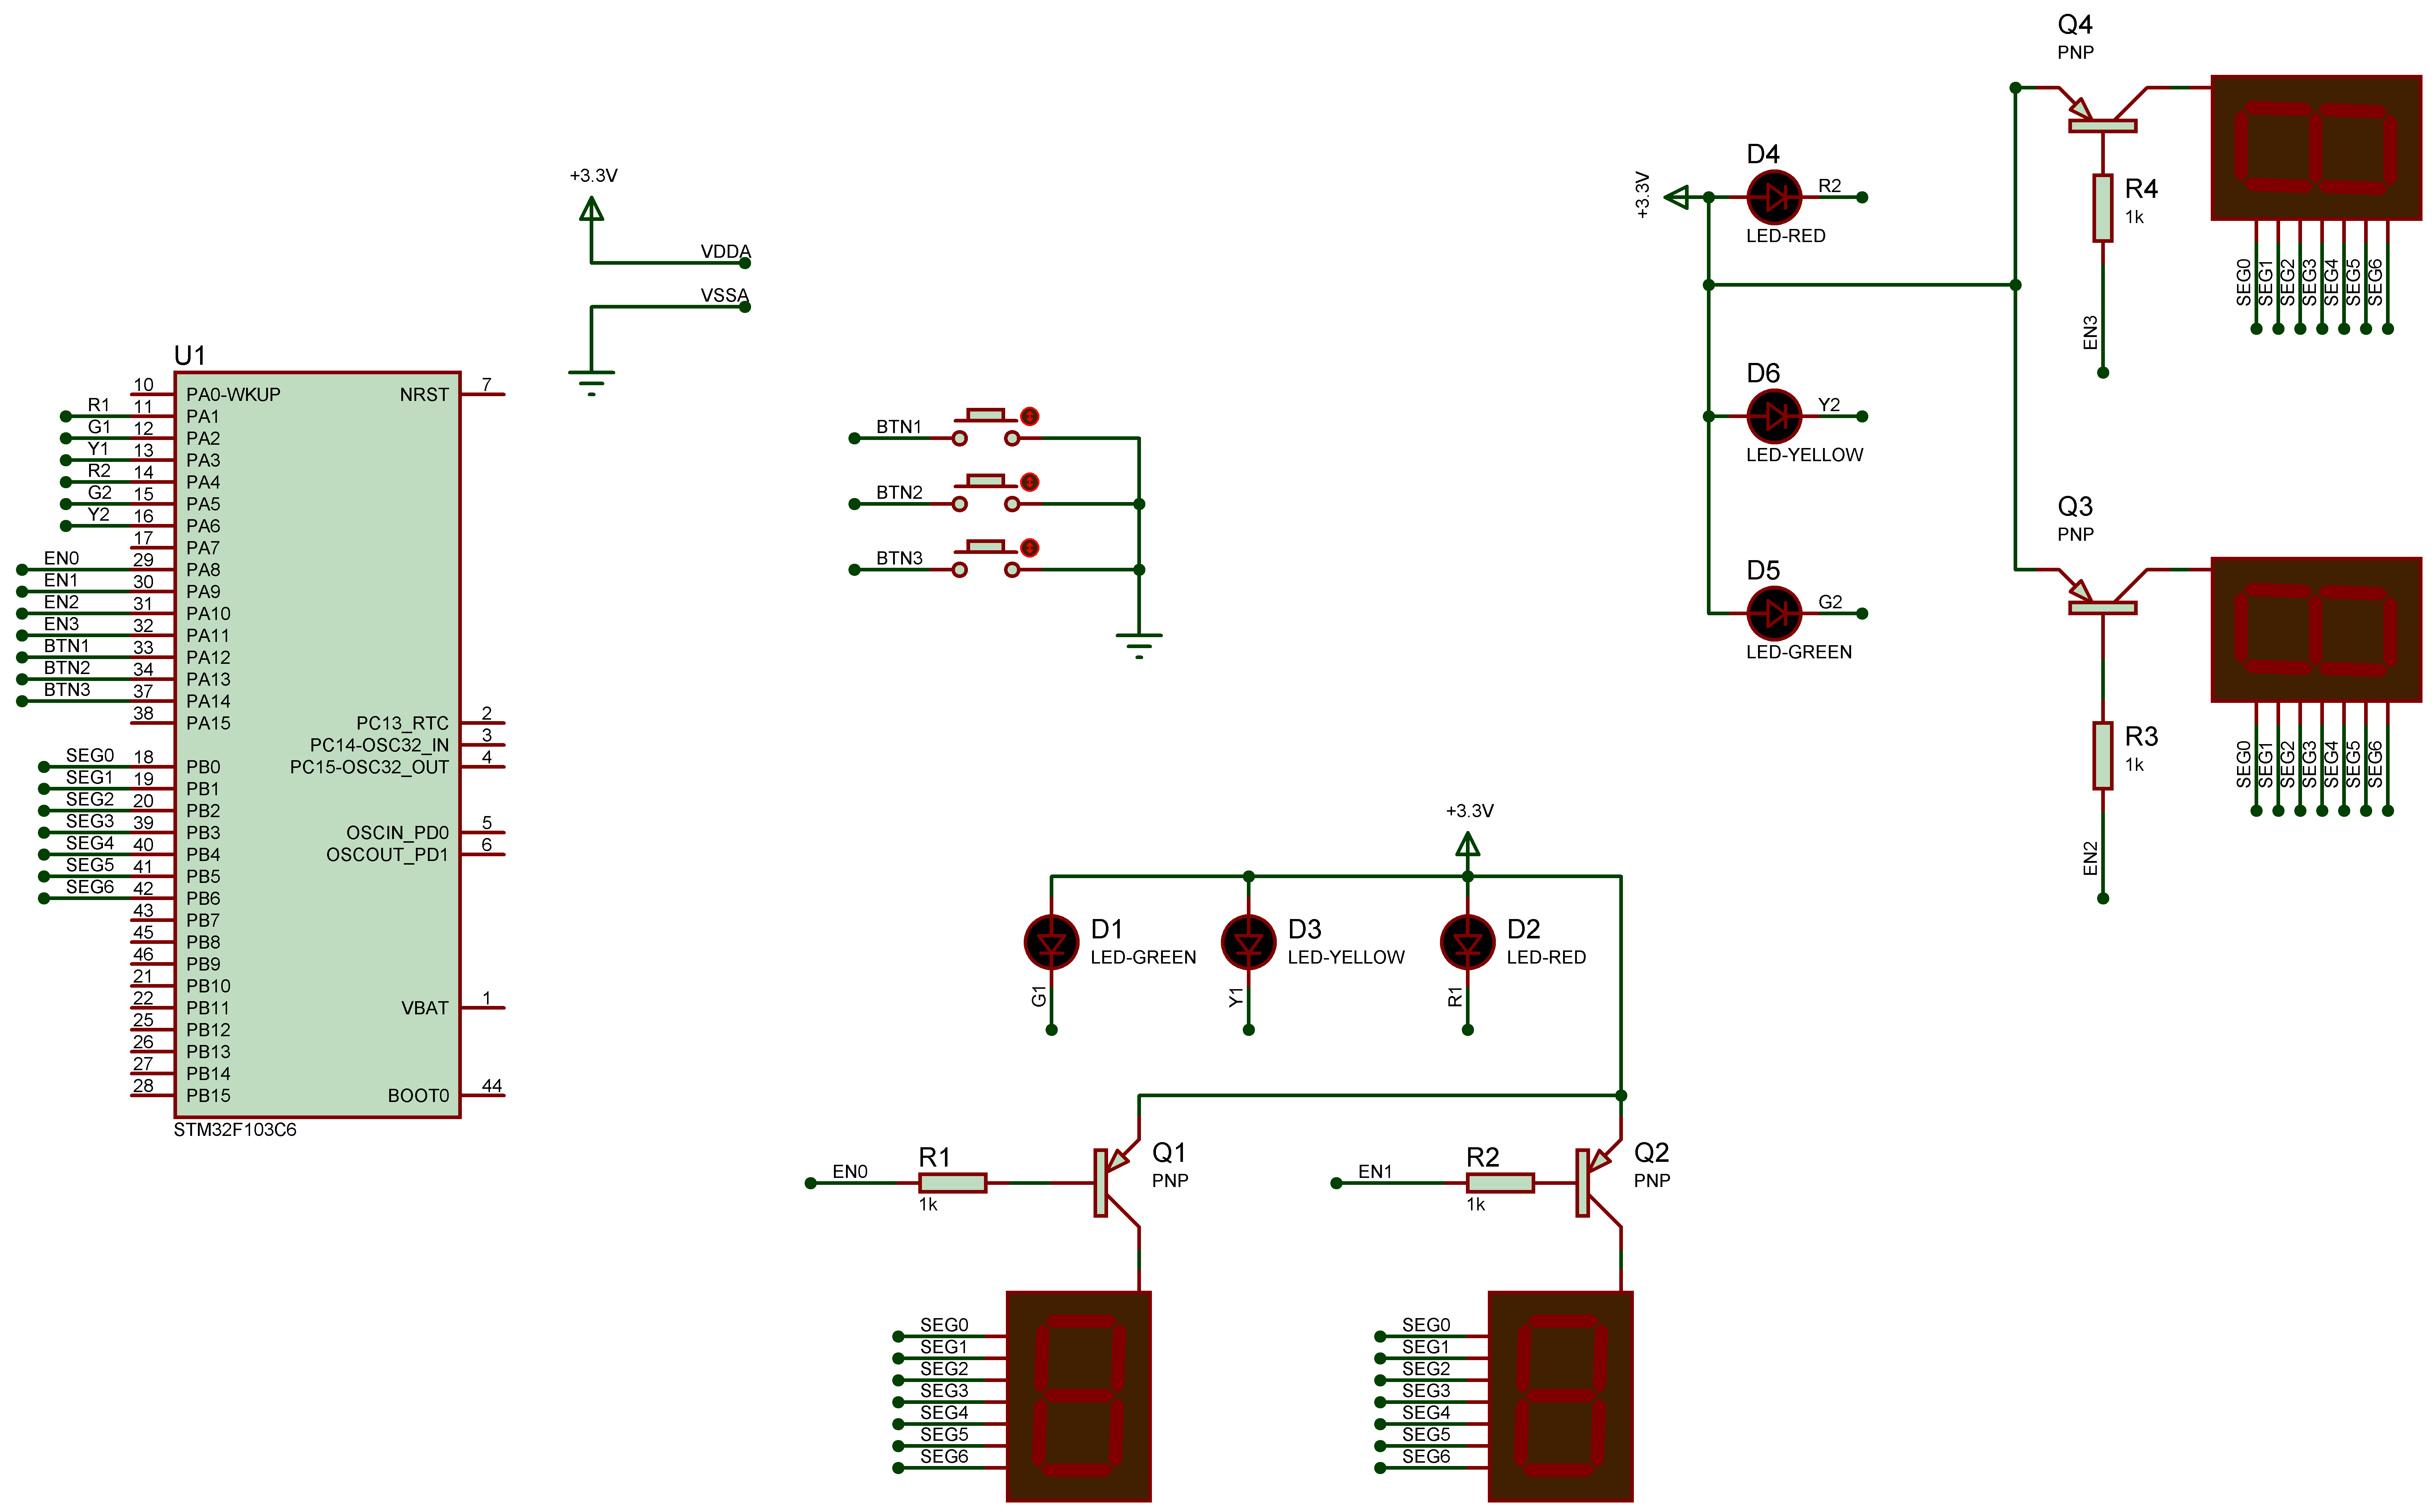 U1
10 PA0-WKUP
R1 11 PA1
G1 12 PA2
Y1 13 PA3
R2 14 PA4
G2 15 PA5
Y2 16 PA6
17 PA7
EN0 29 PA8
EN1 30 PA9
EN2 31 PA10
EN3 32 PA11
BTN1 33 PA12
BTN2 34 PA13
BTN3 37 PA14
38 PA15
SEG0 18 PB0
SEG1 19 PB1
SEG2 20 PB2
SEG3 39 PB3
SEG4 40 PB4
SEG5 41 PB5
SEG6 42 PB6
43 PB7
45 PB8
46 PB9
21 PB10
22 PB11
25 PB12
26 PB13
27 PB14
28 PB15
NRST 7
PC13_RTC 2
PC14-OSC32_IN 3
PC15-OSC32_OUT 4
OSCIN_PD0 5
OSCOUT_PD1 6
VBAT 1
BOOT0 44
STM32F103C6
+3.3V
VDDA
VSSA
BTN1
BTN2
BTN3
+3.3V
D4
R2
LED-RED
D6
Y2
LED-YELLOW
D5
G2
LED-GREEN
Q4
PNP
R4
1k
EN3
SEG0
SEG1
SEG2
SEG3
SEG4
SEG5
SEG6
Q3
PNP
R3
1k
EN2
SEG0
SEG1
SEG2
SEG3
SEG4
SEG5
SEG6
+3.3V
D1
LED-GREEN
G1
D3
LED-YELLOW
Y1
D2
LED-RED
R1
EN0
R1
1k
Q1
PNP
EN1
R2
1k
Q2
PNP
SEG0
SEG1
SEG2
SEG3
SEG4
SEG5
SEG6
SEG0
SEG1
SEG2
SEG3
SEG4
SEG5
SEG6